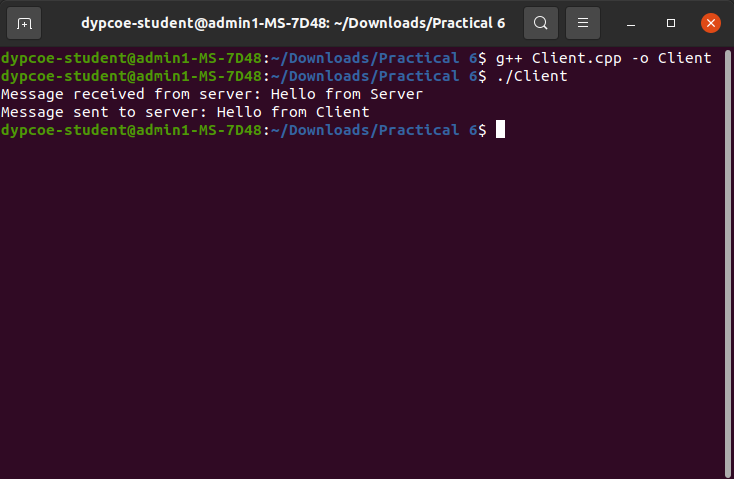 dypcoe-student@admin1-MS-7D48: ~/Downloads/Practical 6
dypcoe-student@admin1-MS-7D48:~/Downloads/Practical 6$ g++ Client.cpp -o Client
dypcoe-student@admin1-MS-7D48:~/Downloads/Practical 6$ ./Client
Message received from server: Hello from Server
Message sent to server: Hello from Client
dypcoe-student@admin1-MS-7D48:~/Downloads/Practical 6$